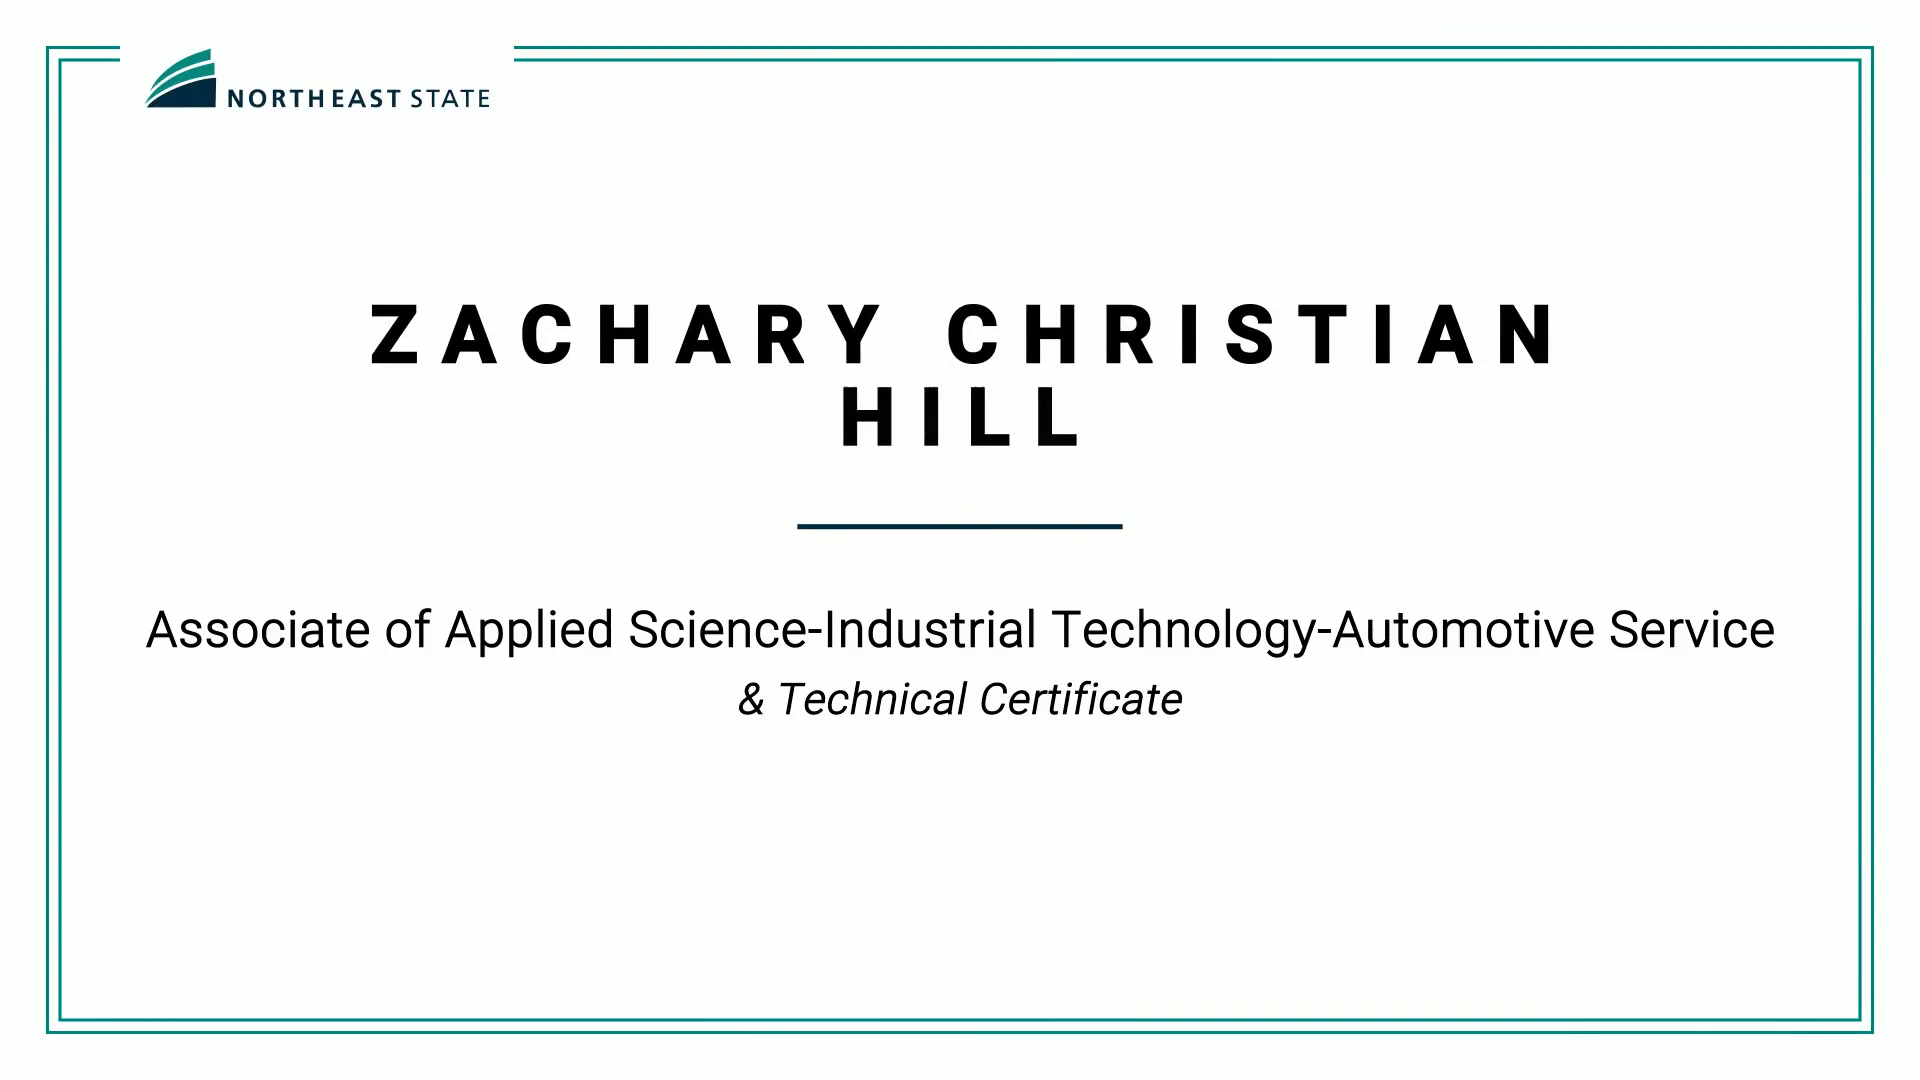 NORTHEAST STATE
ZACHARY CHRISTIAN
HILL
Associate of Applied Science-Industrial Technology-Automotive Service
& Technical Certificate